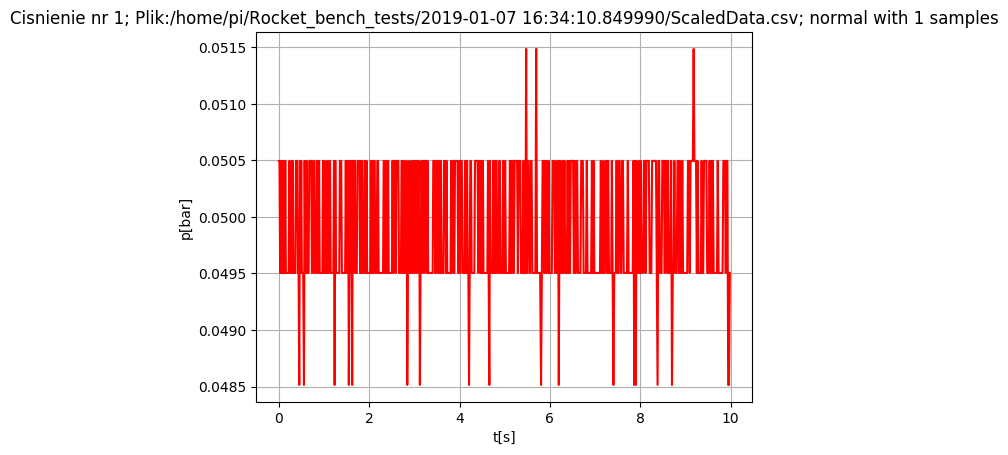 Cisnienie nr 1; Plik:/home/pi/Rocket_bench_tests/2019-01-07 16:34:10.849990/ScaledData.csv; normal with 1 samples
0.0515
0.0510
0.0505
0.0500
0.0495
0.0490
0.0485
p[bar]
0 2 4 6 8 10
t[s]